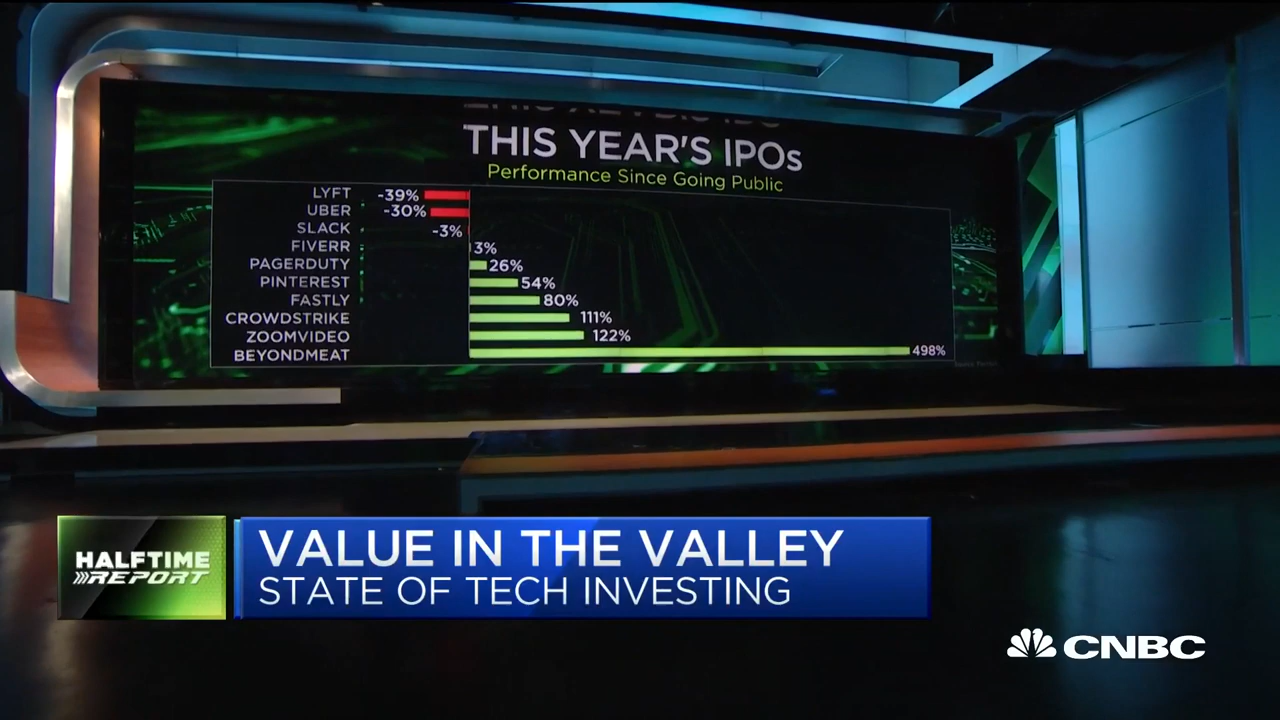 THIS YEAR'S IPOs
Performance Since Going Public
LYFT -39%
UBER -30%
SLACK -3%
FIVERR 3%
PAGERDUTY 26%
PINTEREST 54%
FASTLY 80%
CROWDSTRIKE 111%
ZOOMVIDEO 122%
BEYONDMEAT 498%
HALFTIME REPORT
VALUE IN THE VALLEY
STATE OF TECH INVESTING
CNBC